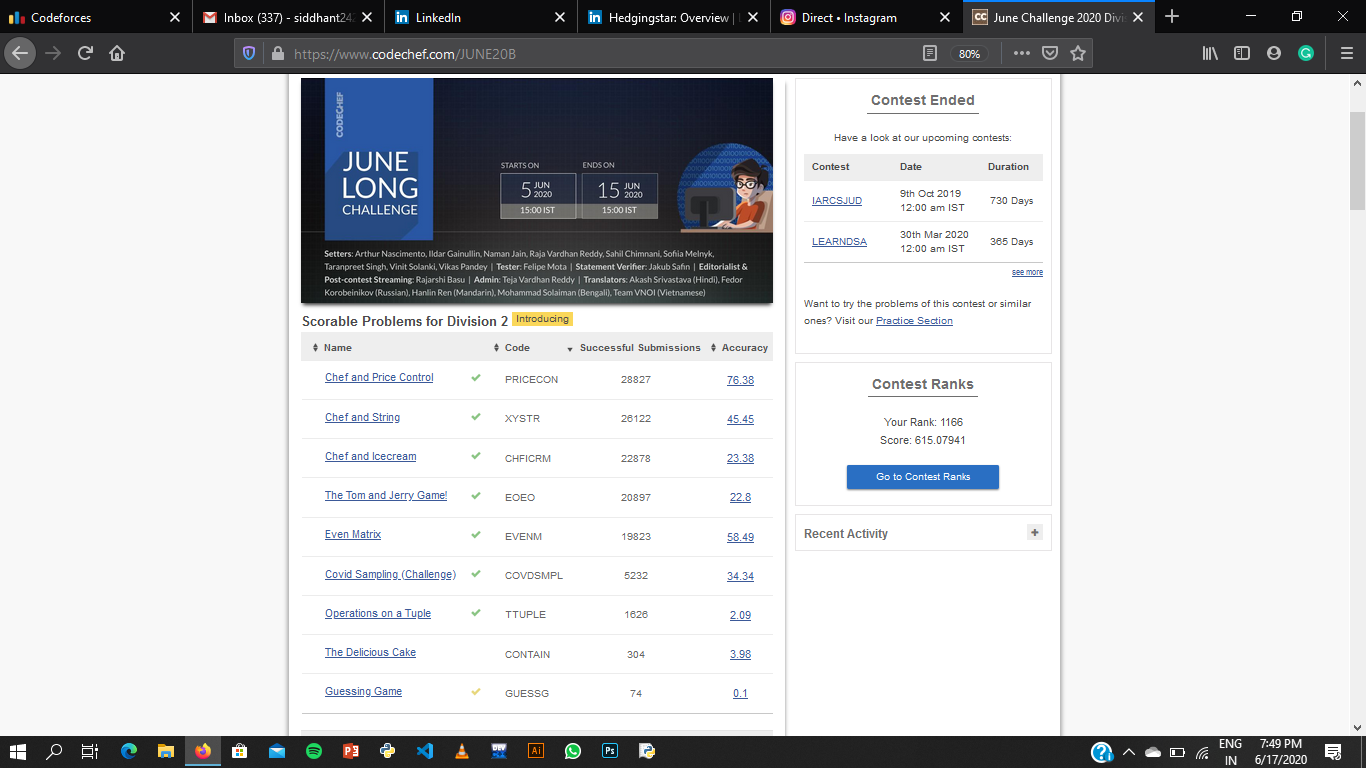 Codeforces
Inbox (337) - siddhant24
LinkedIn
Hedgingstar: Overview |
Direct • Instagram
CC June Challenge 2020 Divi
https://www.codechef.com/JUNE20B
80%
CODECHEF
JUNE
LONG
CHALLENGE
STARTS ON
ENDS ON
5 JUN 2020
15 JUN 2020
15:00 IST
15:00 IST
Setters: Arthur Nascimento, Ildar Gainullin, Naman Jain, Raja Vardhan Reddy, Sahil Chimnani, Sofiia Melnyk,
Taranpreet Singh, Vinit Solanki, Vikas Pandey | Tester: Felipe Mota | Statement Verifier: Jakub Safin | Editorialist &
Post-contest Streaming: Rajarshi Basu | Admin: Teja Vardhan Reddy | Translators: Akash Srivastava (Hindi), Fedor
Korobeinikov (Russian), Hanlin Ren (Mandarin), Mohammad Solaiman (Bengali), Team VNOI (Vietnamese)
Scorable Problems for Division 2 Introducing
Name Code Successful Submissions Accuracy
Chef and Price Control PRICECON 28827 76.38
Chef and String XYSTR 26122 45.45
Chef and Icecream CHFICRM 22878 23.38
The Tom and Jerry Game! EOEO 20897 22.8
Even Matrix EVENM 19823 58.49
Covid Sampling (Challenge) COVDSMPL 5232 34.34
Operations on a Tuple TTUPLE 1626 2.09
The Delicious Cake CONTAIN 304 3.98
Guessing Game GUESSG 74 0.1
Contest Ended
Have a look at our upcoming contests:
Contest Date Duration
IARCSJUD 9th Oct 2019 12:00 am IST 730 Days
LEARNDSA 30th Mar 2020 12:00 am IST 365 Days
see more
Want to try the problems of this contest or similar
ones? Visit our Practice Section
Contest Ranks
Your Rank: 1166
Score: 615.07941
Go to Contest Ranks
Recent Activity
ENG
IN
7:49 PM
6/17/2020